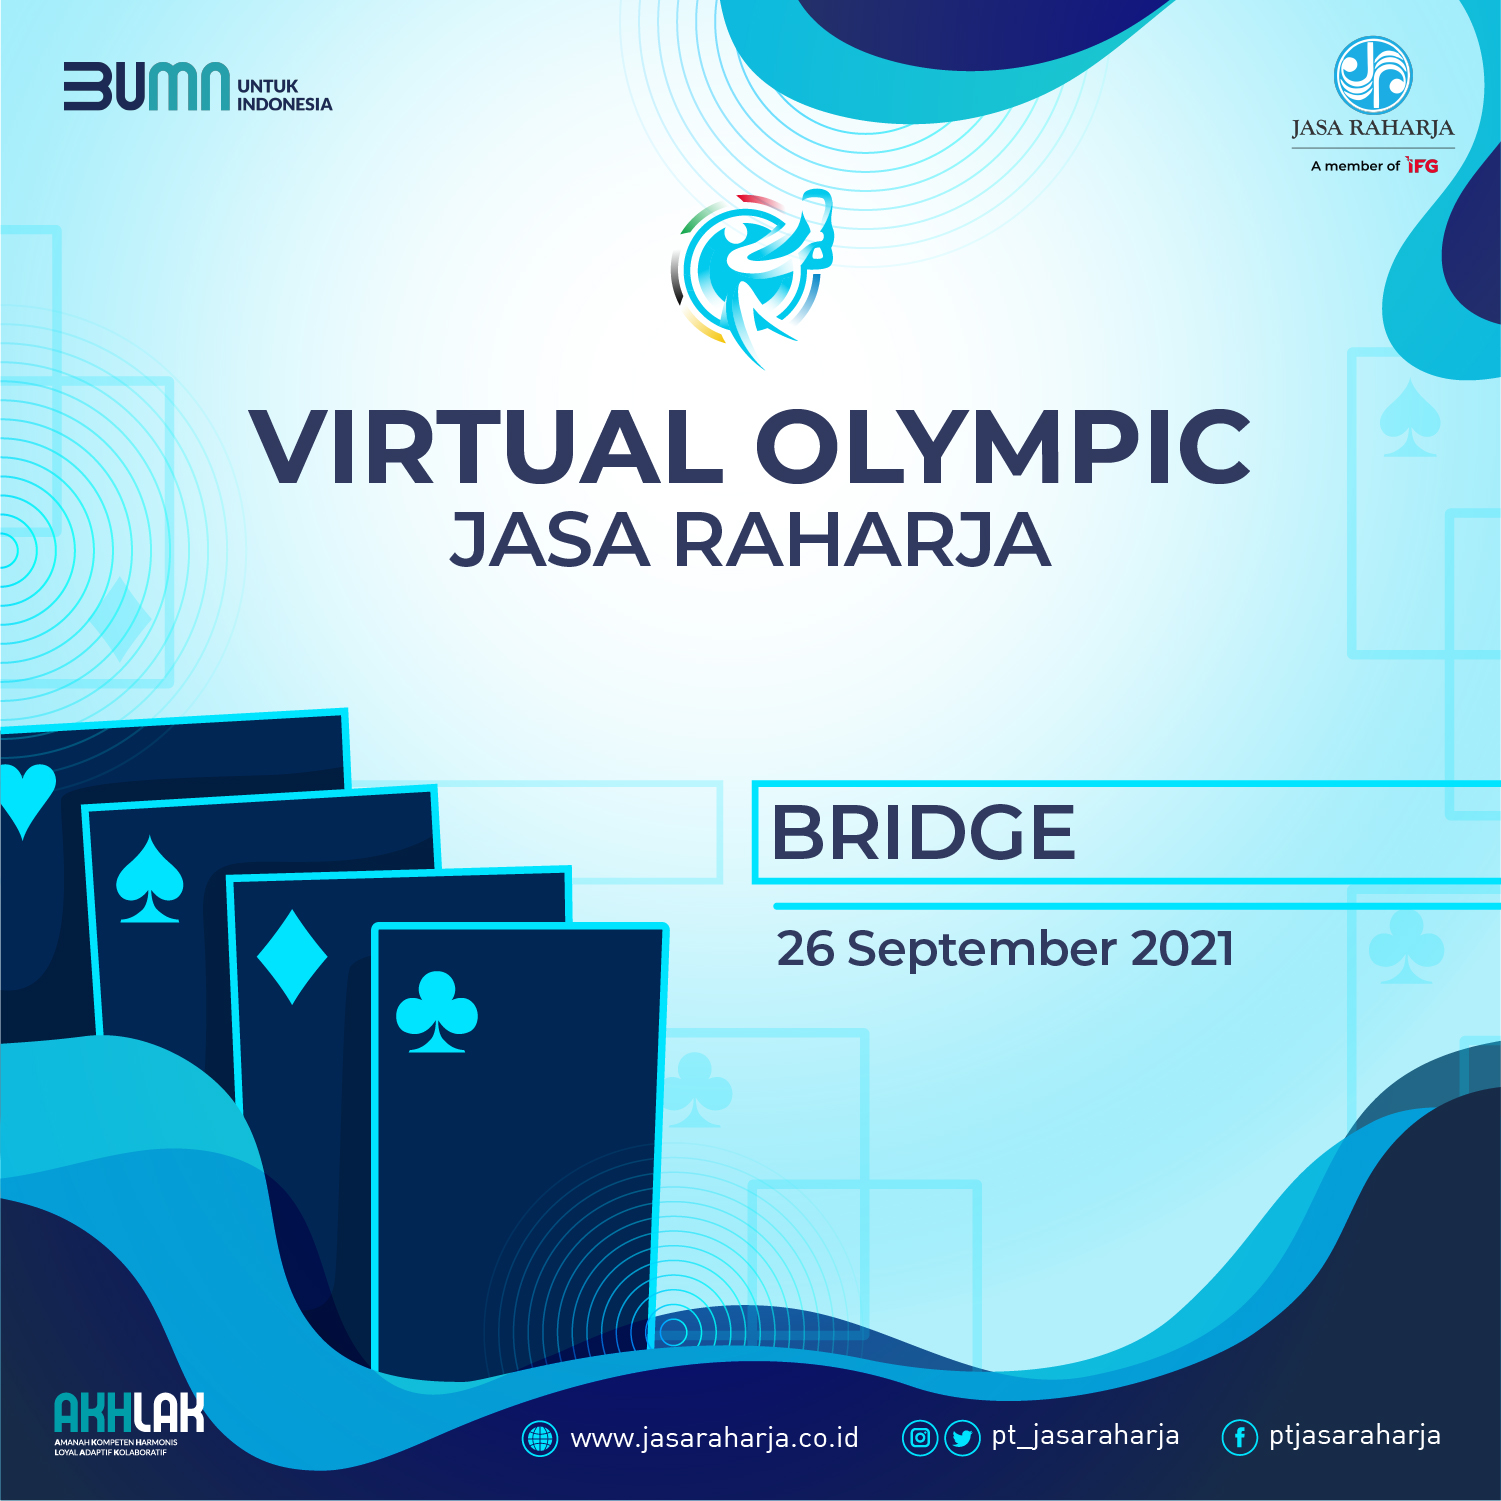 BUMN UNTUK
INDONESIA
JASA RAHARJA
A member of IFG
VIRTUAL OLYMPIC
JASA RAHARJA
BRIDGE
26 September 2021
AKHLAK
AMANAH KOMPETEN HARMONIS
LOYAL ADAPTIF KOLABORATIF
www.jasaraharja.co.id
pt_jasaraharja
ptjasaraharja